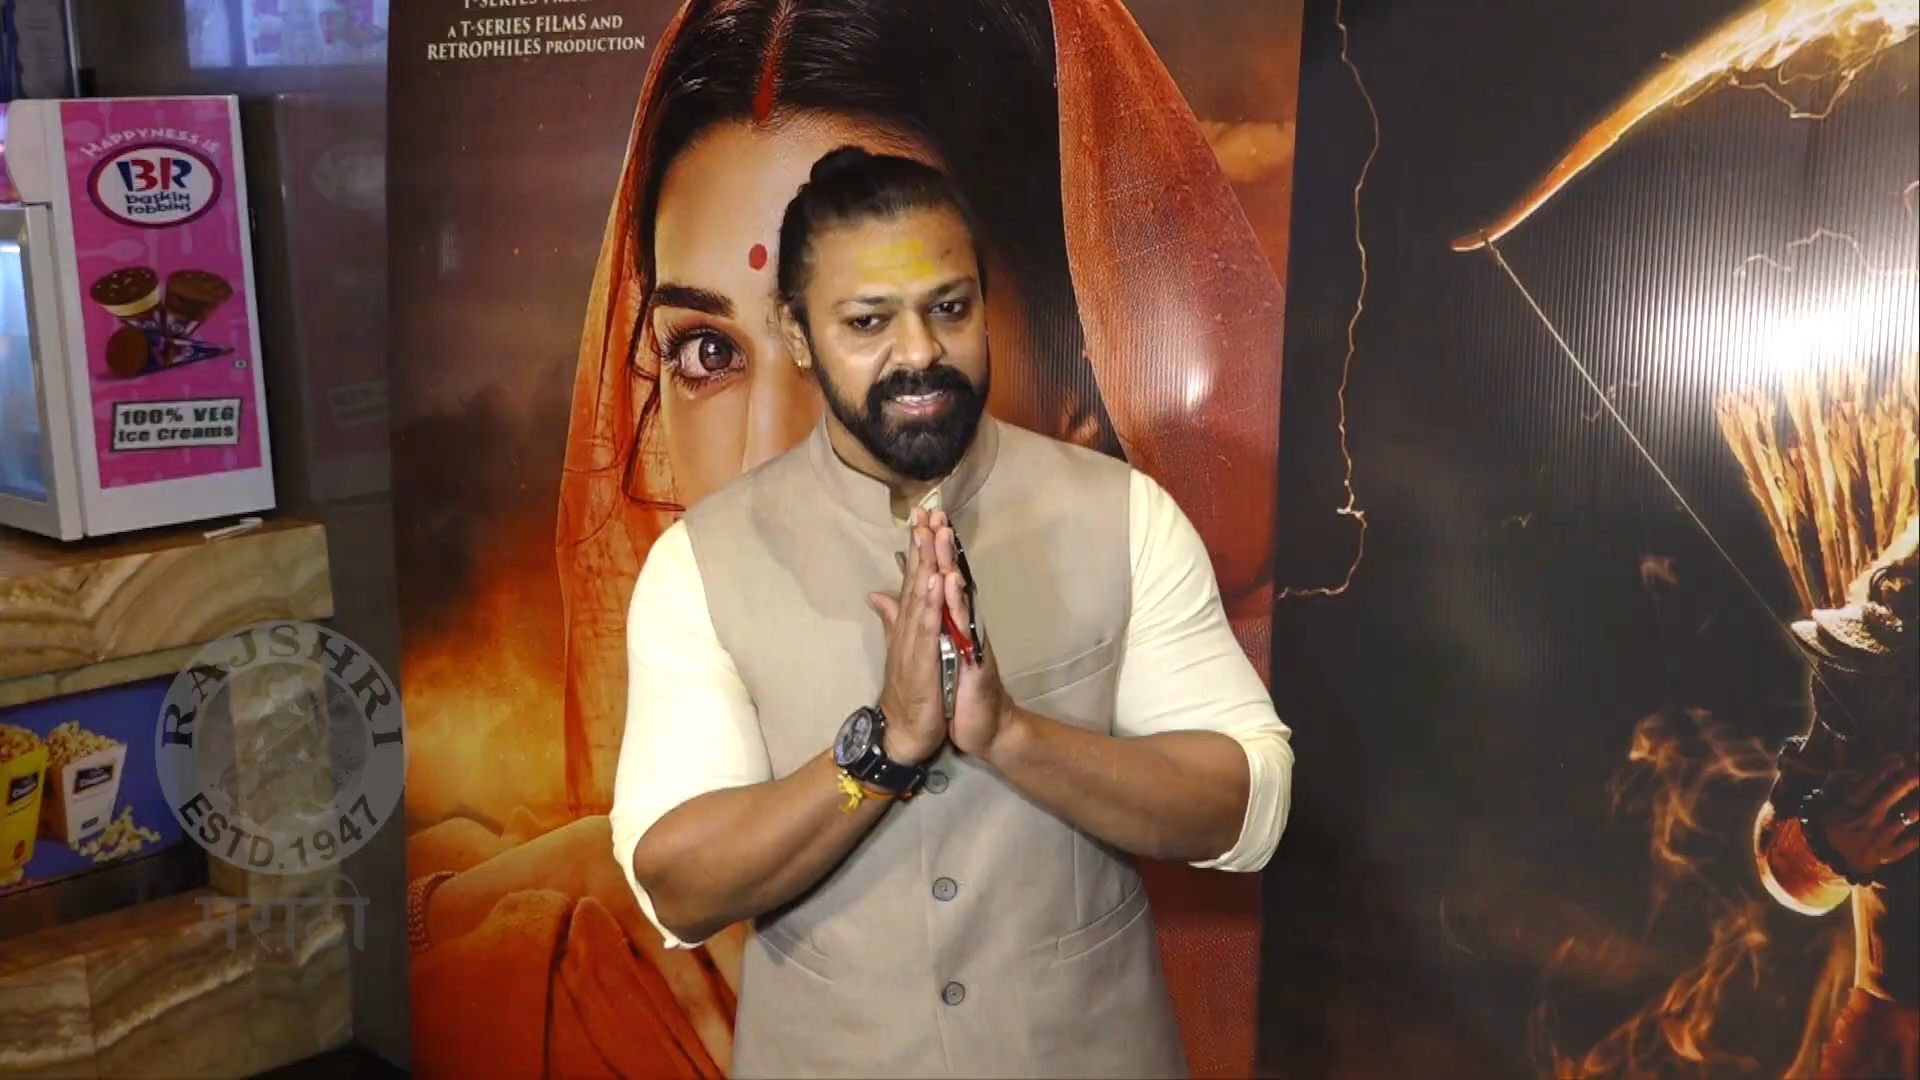 A T-SERIES FILMS AND
RETROPHILES PRODUCTION
HAPPYNESS IS
BR
baskin
robbins
100% VEG
Ice Creams
RAJSHRI
ESTD.1947
मराठी